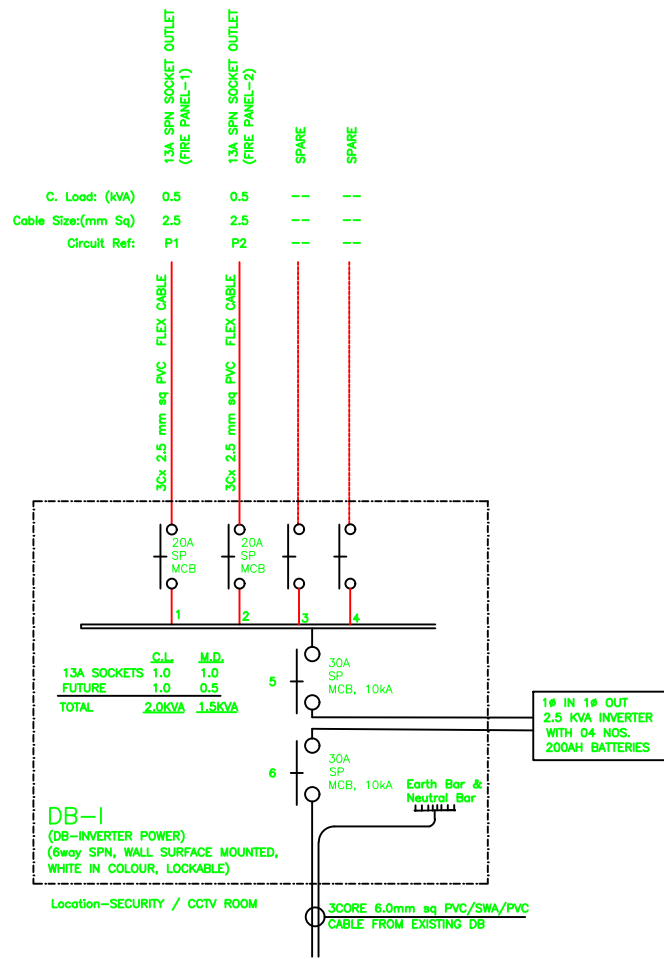 13A SPN SOCKET OUTLET
(FIRE PANEL-1)
13A SPN SOCKET OUTLET
(FIRE PANEL-2)
SPARE
SPARE
C. Load: (kVA) 0.5 0.5 -- --
Cable Size:(mm Sq) 2.5 2.5 -- --
Circuit Ref: P1 P2 -- --
3Cx 2.5 mm sq PVC FLEX CABLE
3Cx 2.5 mm sq PVC FLEX CABLE
20A
SP
MCB
20A
SP
MCB
1 2 3 4
C.L. M.D.
13A SOCKETS 1.0 1.0
FUTURE 1.0 0.5
TOTAL 2.0KVA 1.5KVA
5
30A
SP
MCB, 10kA
1ø IN 1ø OUT
2.5 KVA INVERTER
WITH 04 NOS.
200AH BATTERIES
6
30A
SP
MCB, 10kA
Earth Bar &
Neutral Bar
DB-I
(DB-INVERTER POWER)
(6way SPN, WALL SURFACE MOUNTED,
WHITE IN COLOUR, LOCKABLE)
Location-SECURITY / CCTV ROOM
3CORE 6.0mm sq PVC/SWA/PVC
CABLE FROM EXISTING DB